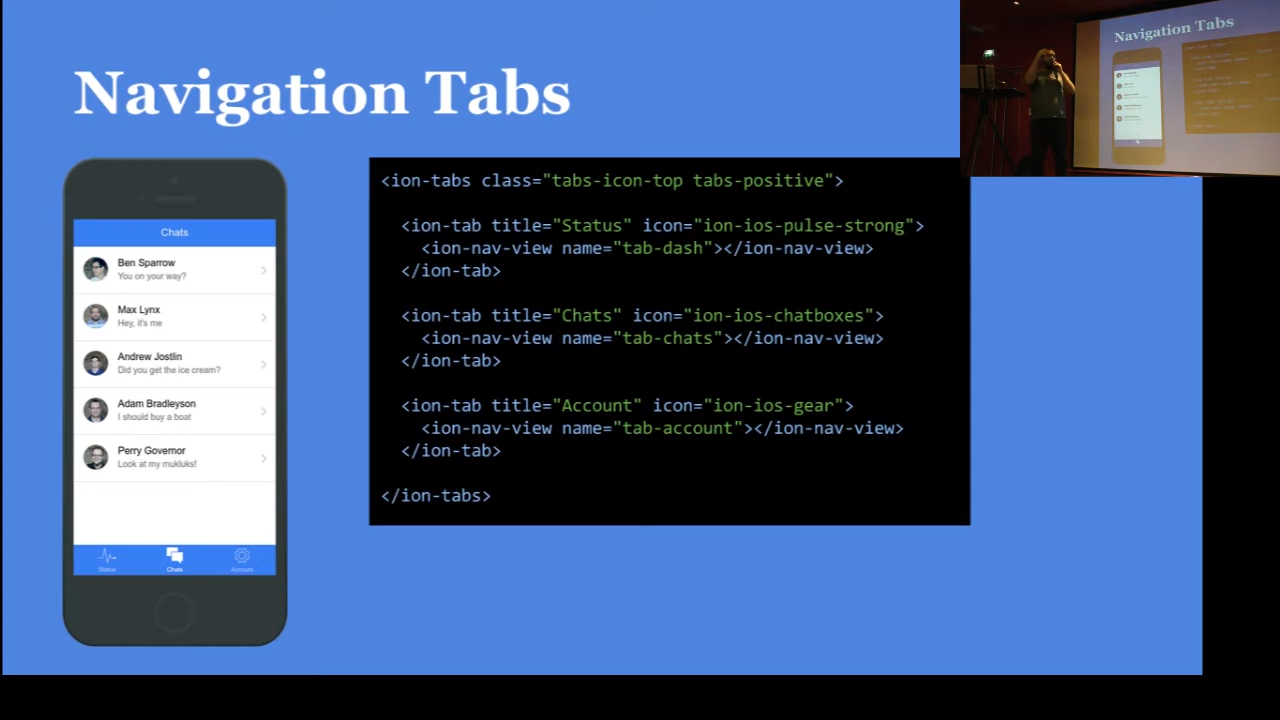 Navigation Tabs
Chats
Ben Sparrow
You on your way?
Max Lynx
Hey, it's me
Andrew Jostlin
Did you get the ice cream?
Adam Bradleyson
I should buy a boat
Perry Governor
Look at my mukluks!
Status
Chats
Account
<ion-tabs class="tabs-icon-top tabs-positive">
<ion-tab title="Status" icon="ion-ios-pulse-strong">
<ion-nav-view name="tab-dash"></ion-nav-view>
</ion-tab>
<ion-tab title="Chats" icon="ion-ios-chatboxes">
<ion-nav-view name="tab-chats"></ion-nav-view>
</ion-tab>
<ion-tab title="Account" icon="ion-ios-gear">
<ion-nav-view name="tab-account"></ion-nav-view>
</ion-tab>
</ion-tabs>
Navigation Tabs